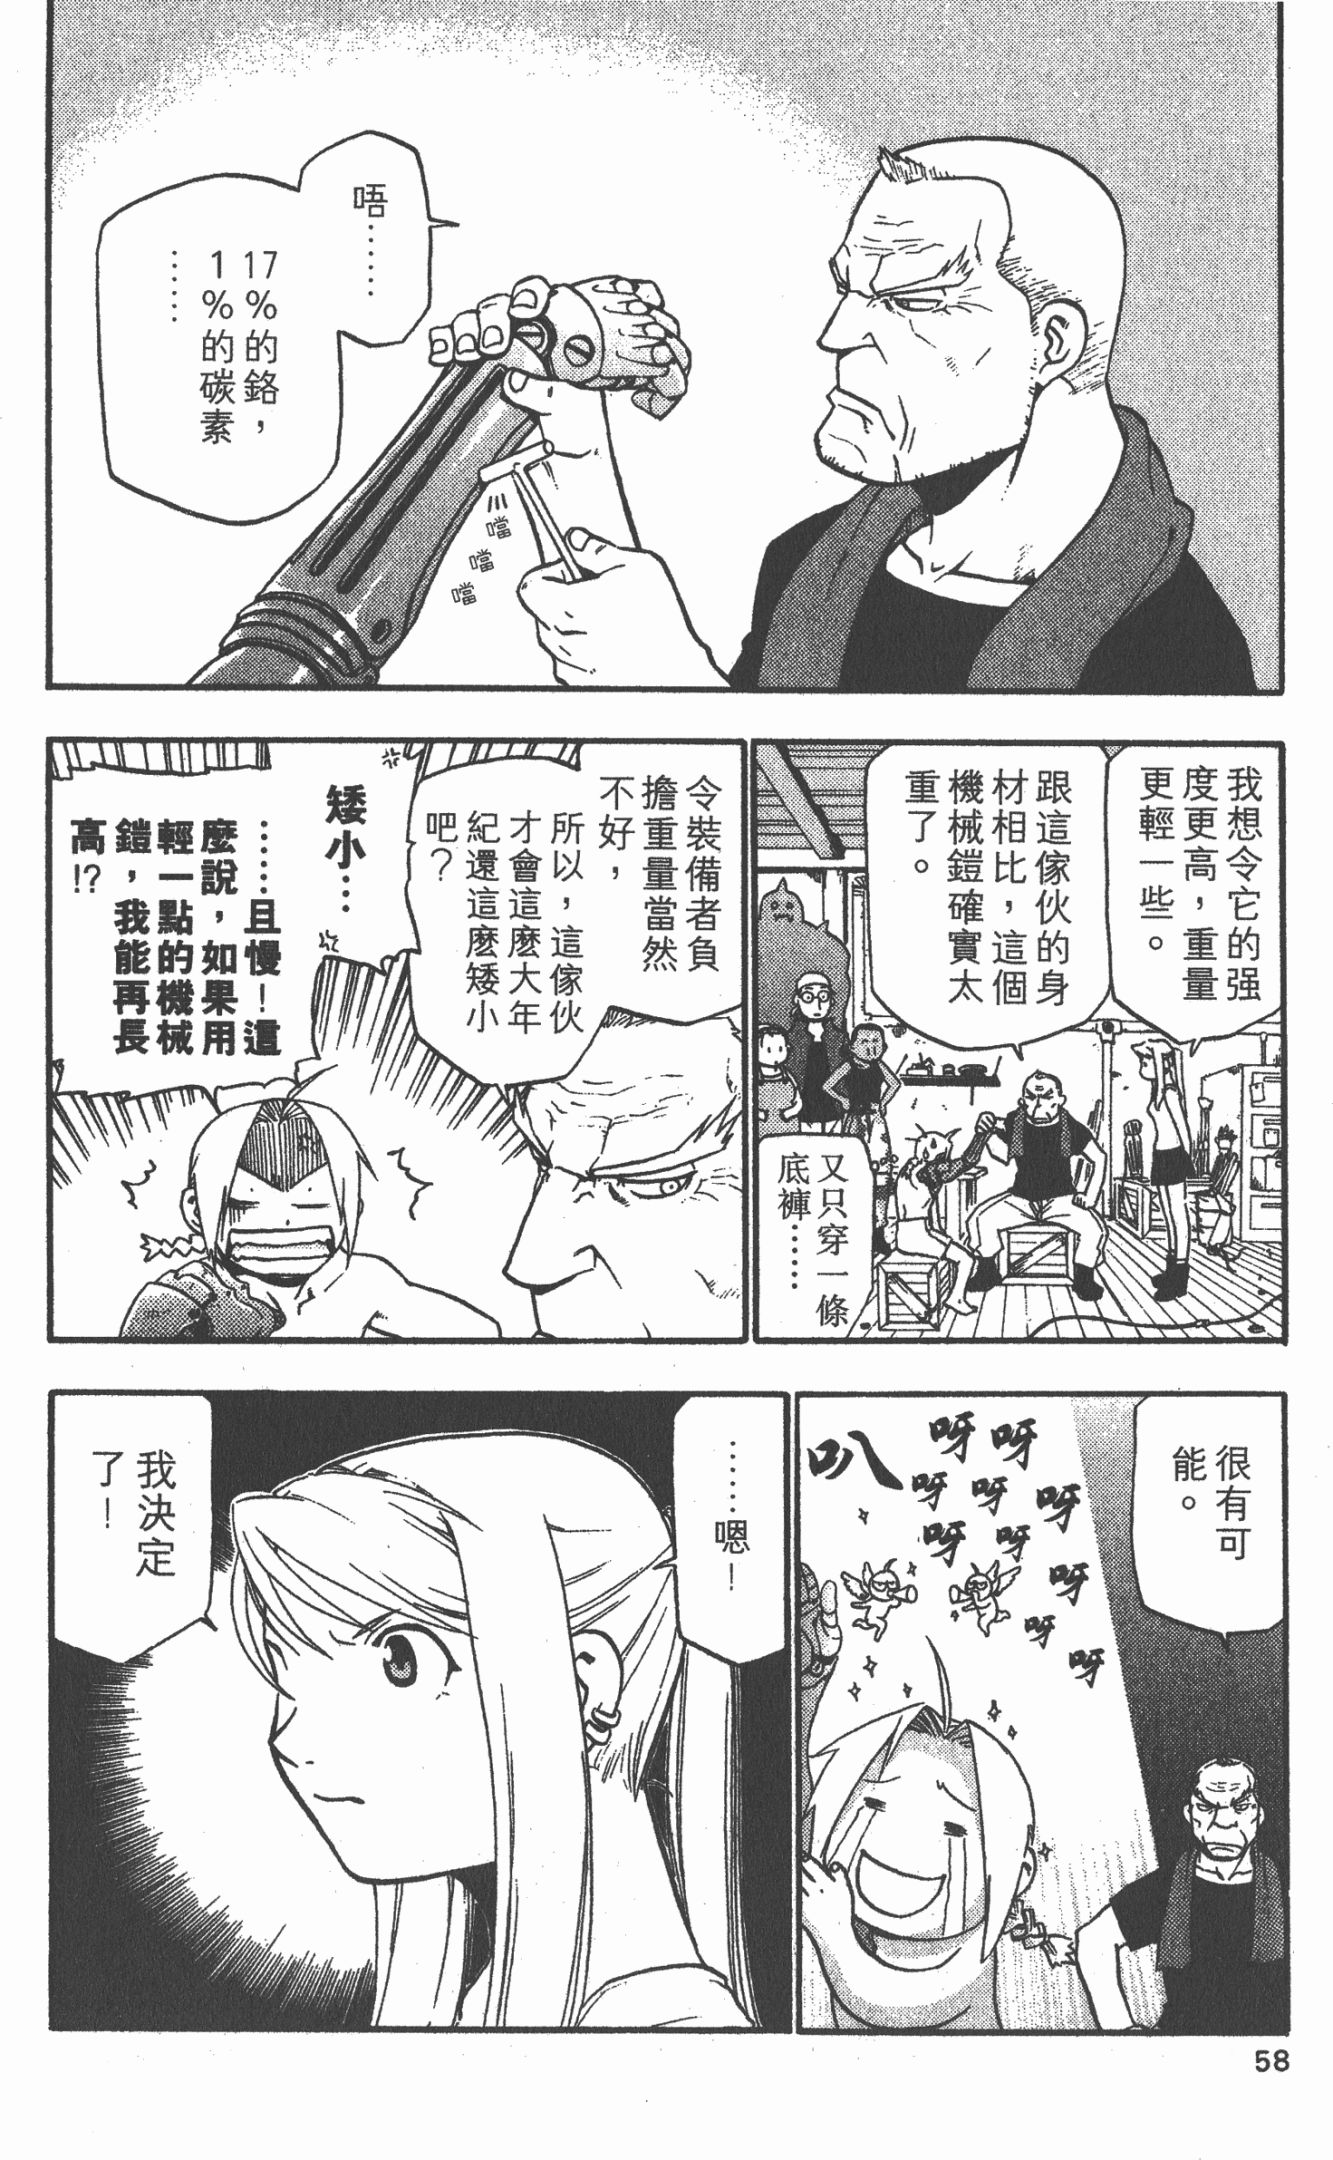 唔……
17%的鉻，
1%的碳素
……
噹
噹
噹
我想令它的强
度更高，重量
更輕一些。
跟這傢伙的身
材相比，這個
機械鎧確實太
重了。
又只穿一條
底褲……
令裝備者負
擔重量當然
不好，
所以，這傢伙
才會這麽大年
紀還這麽矮小
吧？
矮小…
……且慢！這
麼說，如果用
輕一點的機械
鎧，我能再長
高!?
很有可
能。
叭
呀
呀
呀
呀
呀
呀
呀
呀
呀
呀
……嗯！
我決定
了！
58